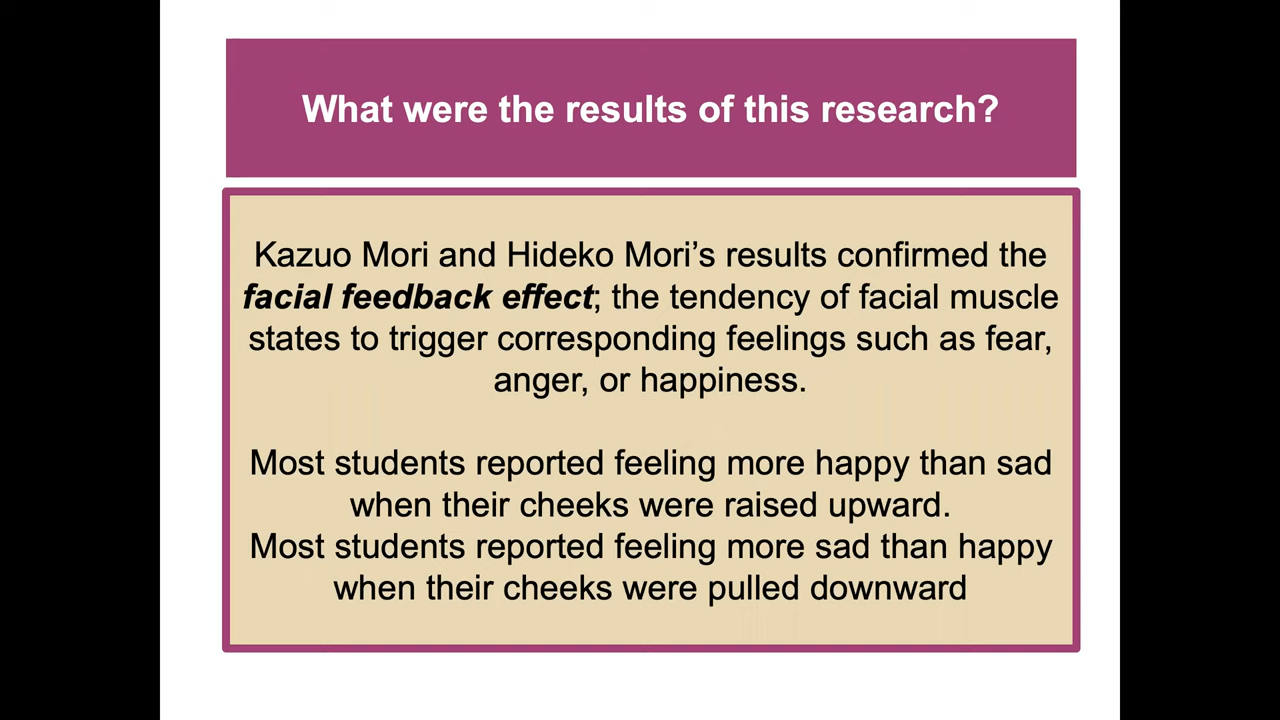 What were the results of this research?
Kazuo Mori and Hideko Mori’s results confirmed the
facial feedback effect; the tendency of facial muscle
states to trigger corresponding feelings such as fear,
anger, or happiness.
Most students reported feeling more happy than sad
when their cheeks were raised upward.
Most students reported feeling more sad than happy
when their cheeks were pulled downward